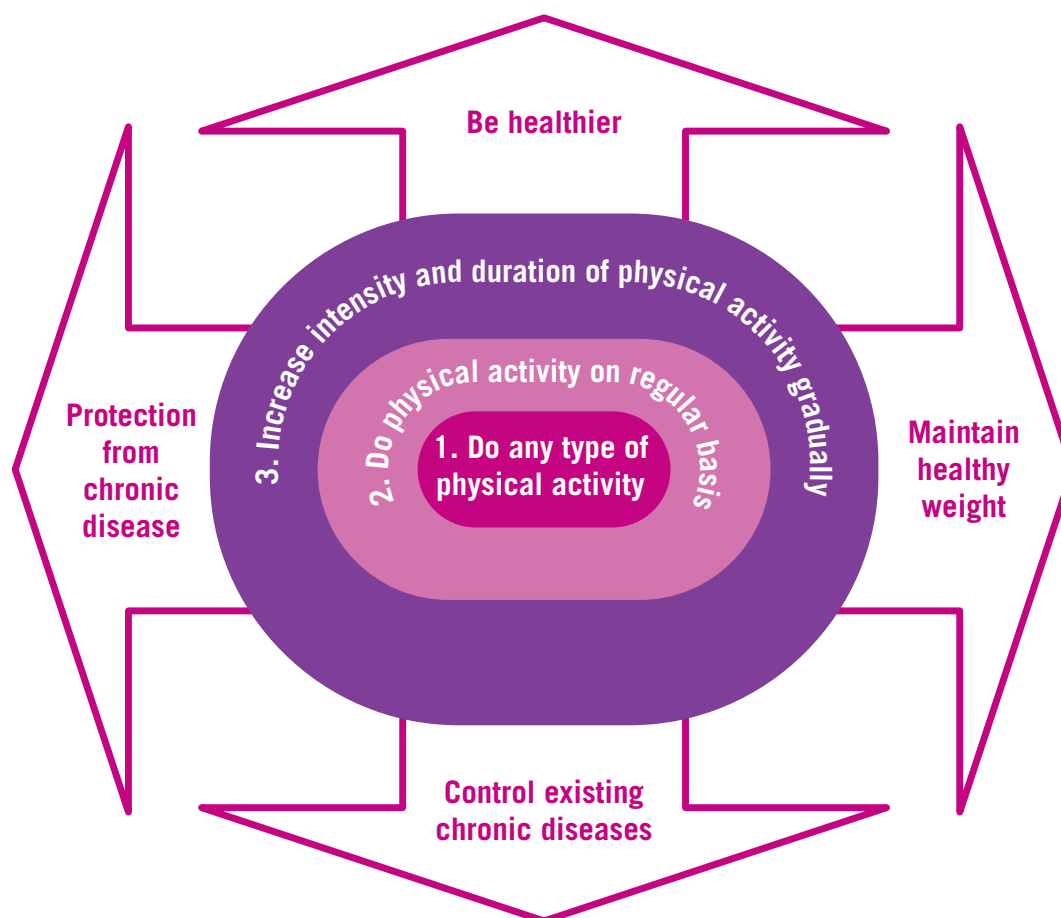 Be healthier
3. Increase intensity and duration of physical activity gradually
2. Do physical activity on regular basis
1. Do any type of
physical activity
Protection
from
chronic
disease
Maintain
healthy
weight
Control existing
chronic diseases